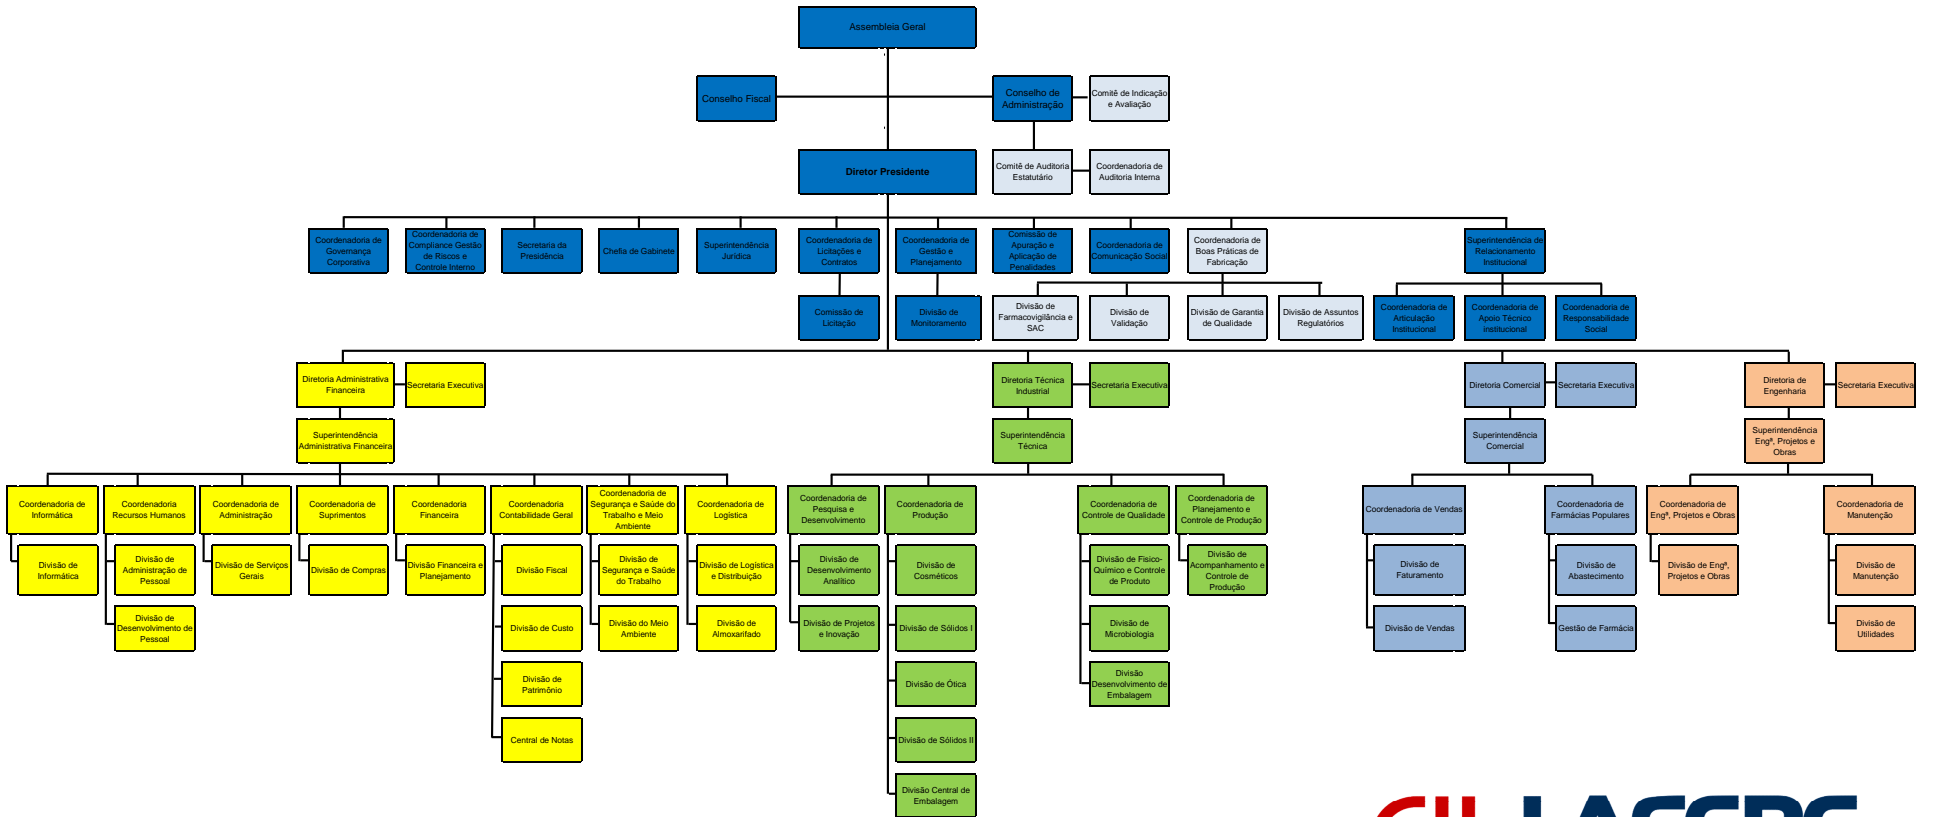 Assembleia Geral
Conselho Fiscal
Conselho de
Administração
Comitê de Indicação
e Avaliação
Diretor Presidente
Comitê de Auditoria
Estatutário
Coordenadoria de
Auditoria Interna
Coordenadoria de
Governança
Corporativa
Coordenadoria de
Compliance Gestão
de Riscos e
Controle Interno
Secretaria da
Presidência
Chefia de Gabinete
Superintendência
Jurídica
Coordenadoria de
Licitações e
Contratos
Coordenadoria de
Gestão e
Planejamento
Comissão de
Apuração e
Aplicação de
Penalidades
Coordenadoria de
Comunicação Social
Coordenadoria de
Boas Práticas de
Fabricação
Superintendência de
Relacionamento
Institucional
Comissão de
Licitação
Divisão de
Monitoramento
Divisão de
Farmacovigilância e
SAC
Divisão de
Validação
Divisão de Garantia
de Qualidade
Divisão de Assuntos
Regulatórios
Coordenadoria de
Articulação
Institucional
Coordenadoria de
Apoio Técnico
institucional
Coordenadoria de
Responsabilidade
Social
Diretoria Administrativa
Financeira
Secretaria Executiva
Diretoria Técnica
Industrial
Secretaria Executiva
Diretoria Comercial
Secretaria Executiva
Diretoria de
Engenharia
Secretaria Executiva
Superintendência
Administrativa Financeira
Superintendência
Técnica
Superintendência
Comercial
Superintendência
Engª, Projetos e
Obras
Coordenadoria de
Informática
Coordenadoria
Recursos Humanos
Coordenadoria de
Administração
Coordenadoria de
Suprimentos
Coordenadoria
Financeira
Coordenadoria
Contabilidade Geral
Coordenadoria de
Segurança e Saúde do
Trabalho e Meio
Ambiente
Coordenadoria de
Logística
Coordenadoria de
Pesquisa e
Desenvolvimento
Coordenadoria de
Produção
Coordenadoria de
Controle de Qualidade
Coordenadoria de
Planejamento e
Controle de Produção
Coordenadoria de Vendas
Coordenadoria de
Farmácias Populares
Coordenadoria de
Engª, Projetos e Obras
Coordenadoria de
Manutenção
Divisão de
Informática
Divisão de
Administração de
Pessoal
Divisão de Serviços
Gerais
Divisão de Compras
Divisão Financeira e
Planejamento
Divisão Fiscal
Divisão de
Segurança e Saúde
do Trabalho
Divisão de Logística
e Distribuição
Divisão de
Desenvolvimento
Analítico
Divisão de
Cosméticos
Divisão de Fisico-
Químico e Controle
de Produto
Divisão de
Acompanhamento e
Controle de
Produção
Divisão de
Faturamento
Divisão de
Abastecimento
Divisão de Engª,
Projetos e Obras
Divisão de
Manutenção
Divisão de
Desenvolvimento de
Pessoal
Divisão de Custo
Divisão do Meio
Ambiente
Divisão de
Almoxarifado
Divisão de Projetos
e Inovação
Divisão de Sólidos I
Divisão de
Microbiologia
Divisão de Vendas
Gestão de Farmácia
Divisão de
Utilidades
Divisão de
Patrimônio
Divisão de Ótica
Divisão
Desenvolvimento de
Embalagem
Central de Notas
Divisão de Sólidos II
Divisão Central de
Embalagem